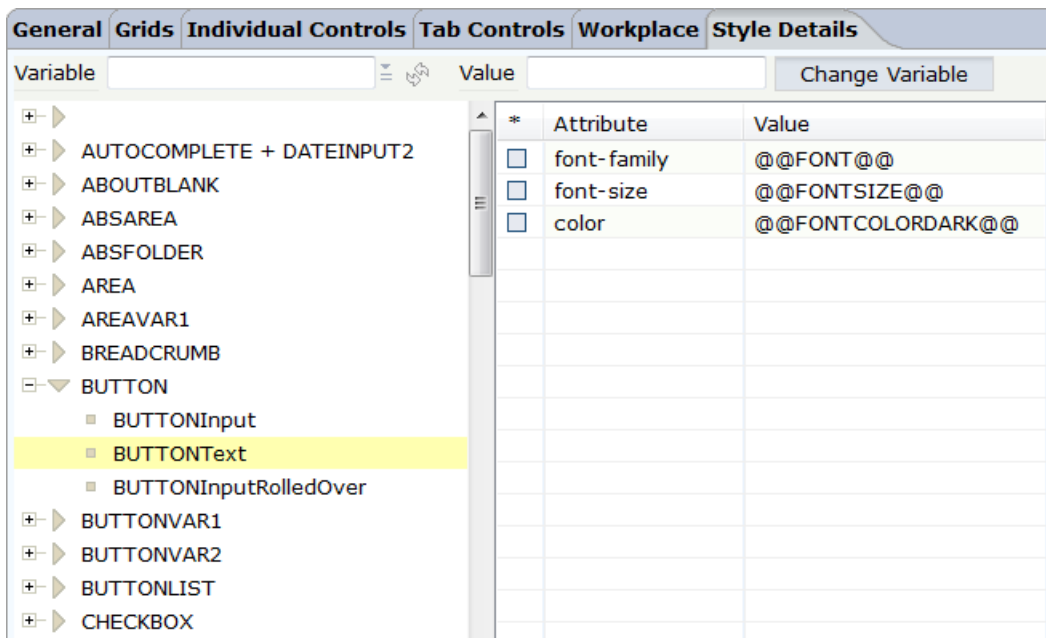 General Grids Individual Controls Tab Controls Workplace Style Details
Variable Value Change Variable
* Attribute Value
AUTOCOMPLETE + DATEINPUT2 font-family @@FONT@@
ABOUTBLANK font-size @@FONTSIZE@@
ABSAREA color @@FONTCOLORDARK@@
ABSFOLDER
AREA
AREAVAR1
BREADCRUMB
BUTTON
BUTTONInput
BUTTONText
BUTTONInputRolledOver
BUTTONVAR1
BUTTONVAR2
BUTTONLIST
CHECKBOX